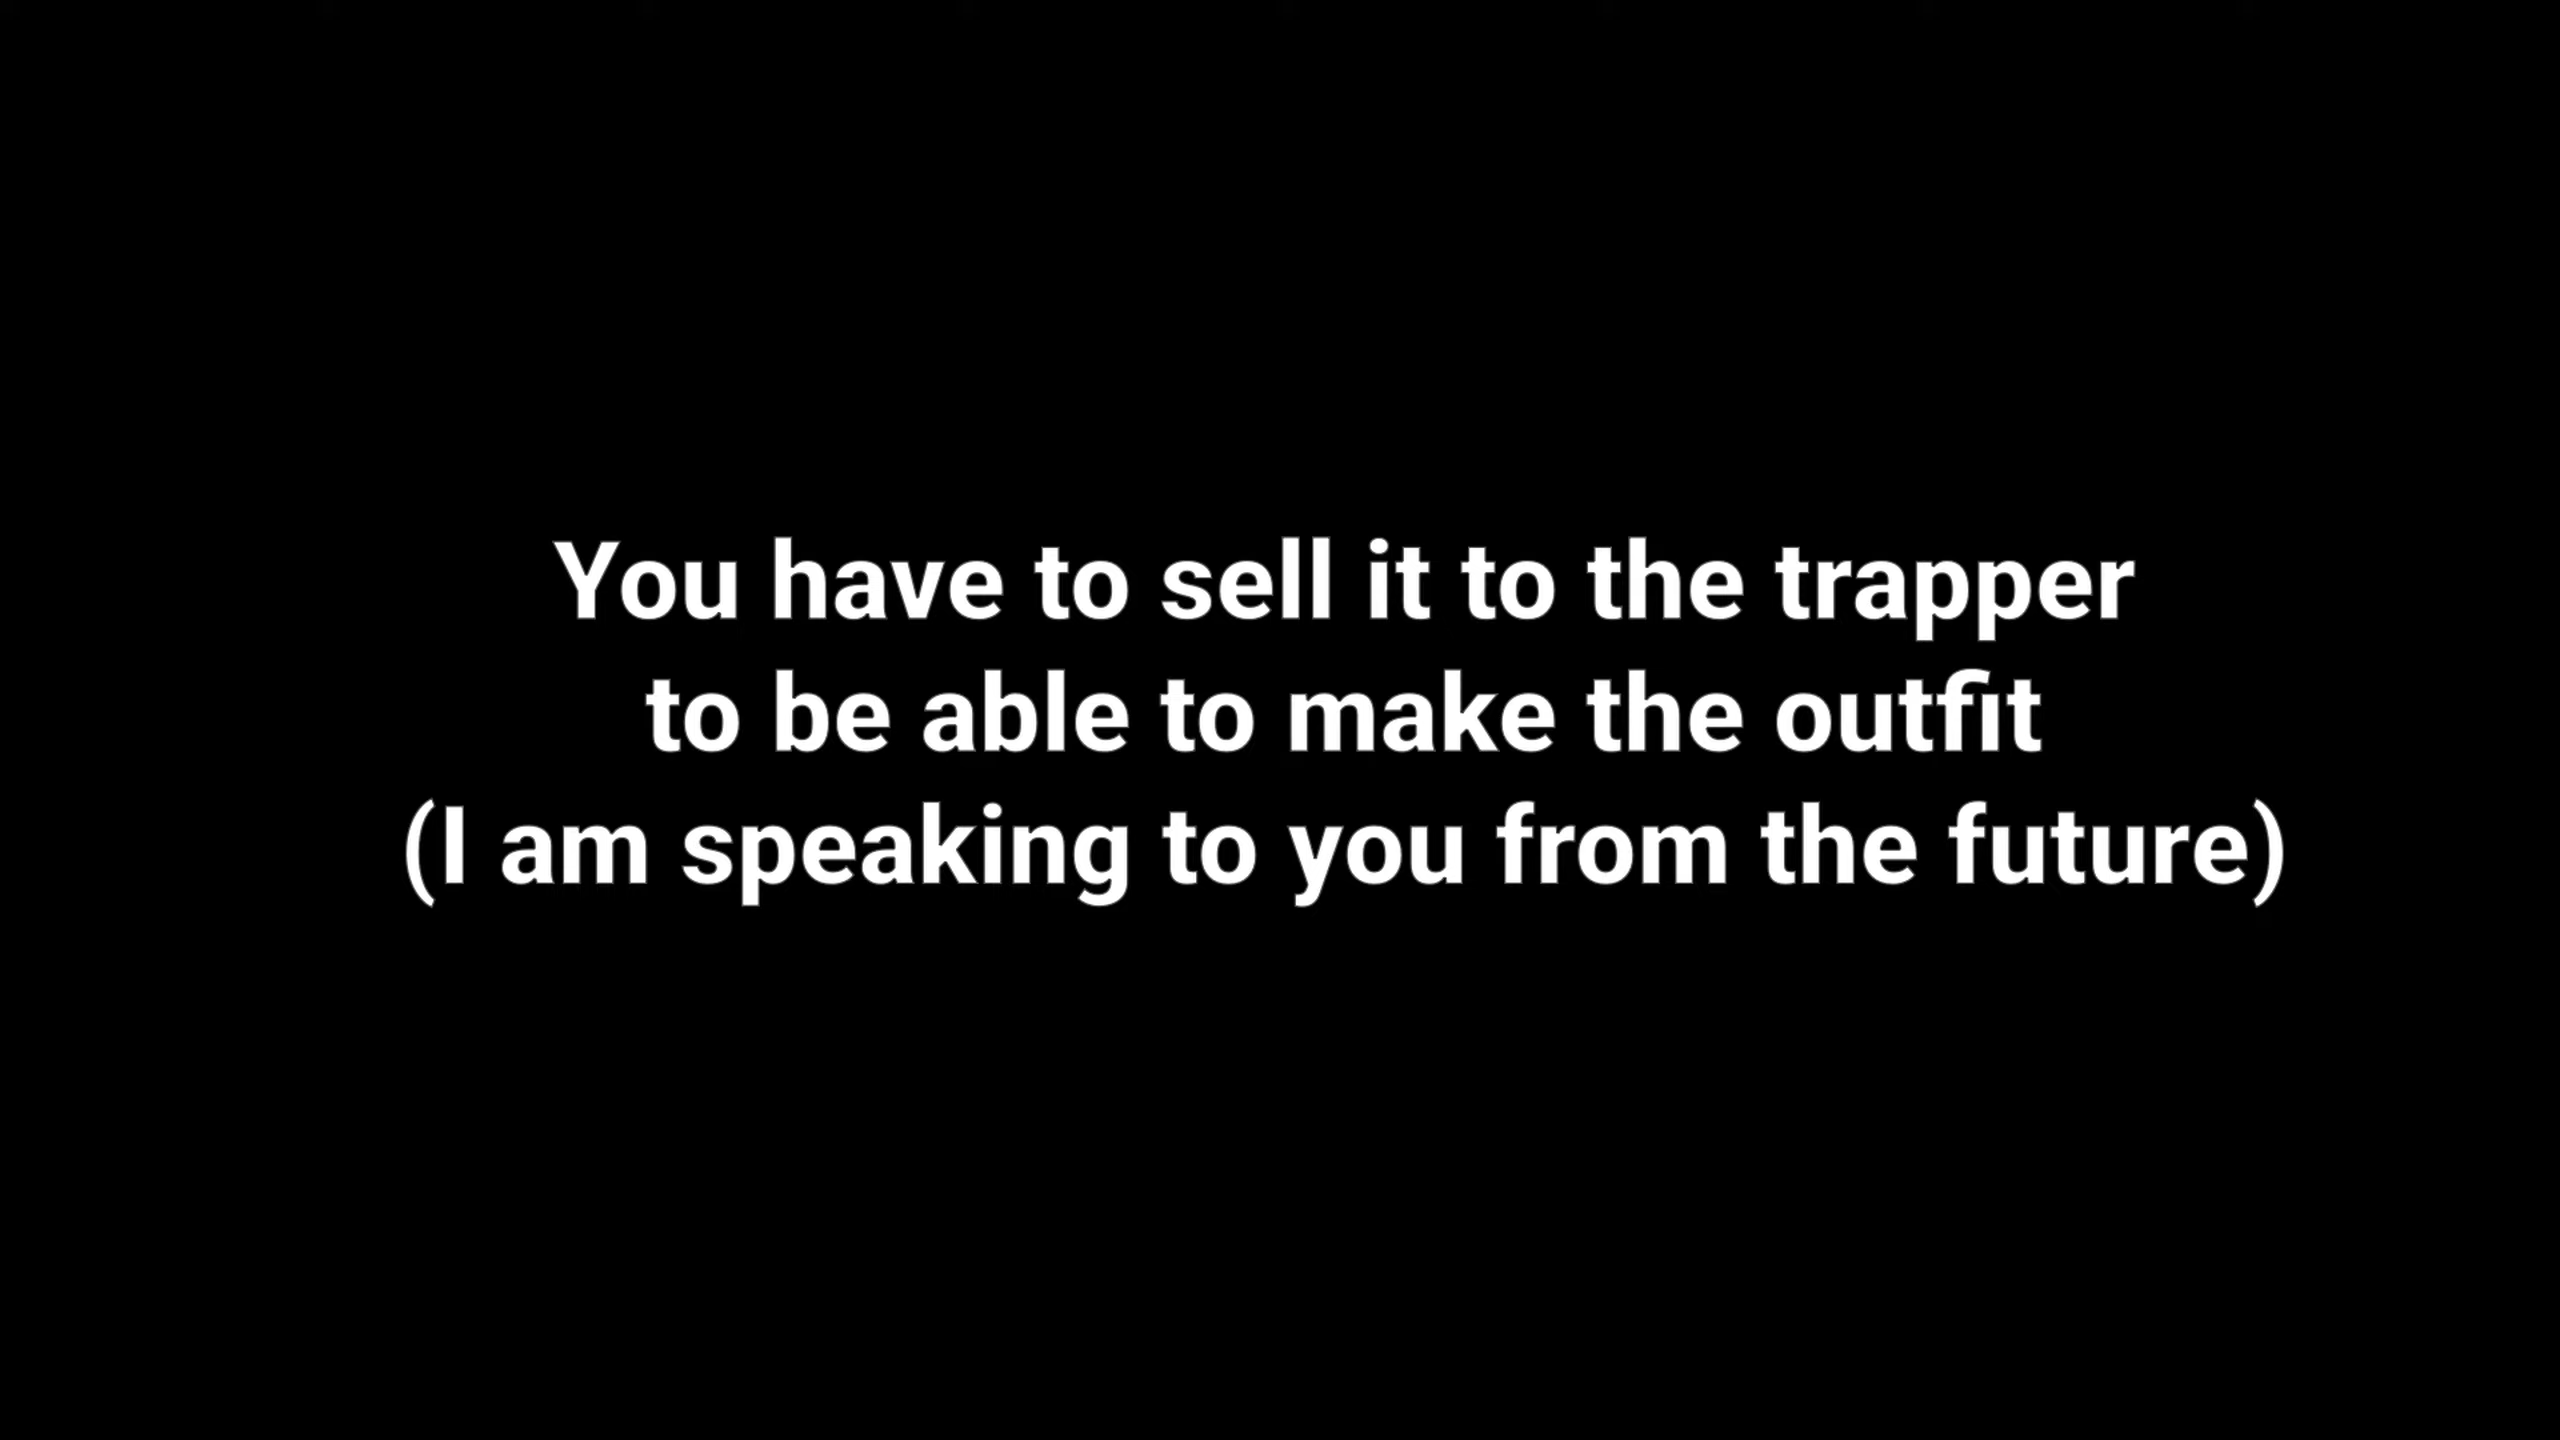 You have to sell it to the trapper
to be able to make the outfit
(I am speaking to you from the future)